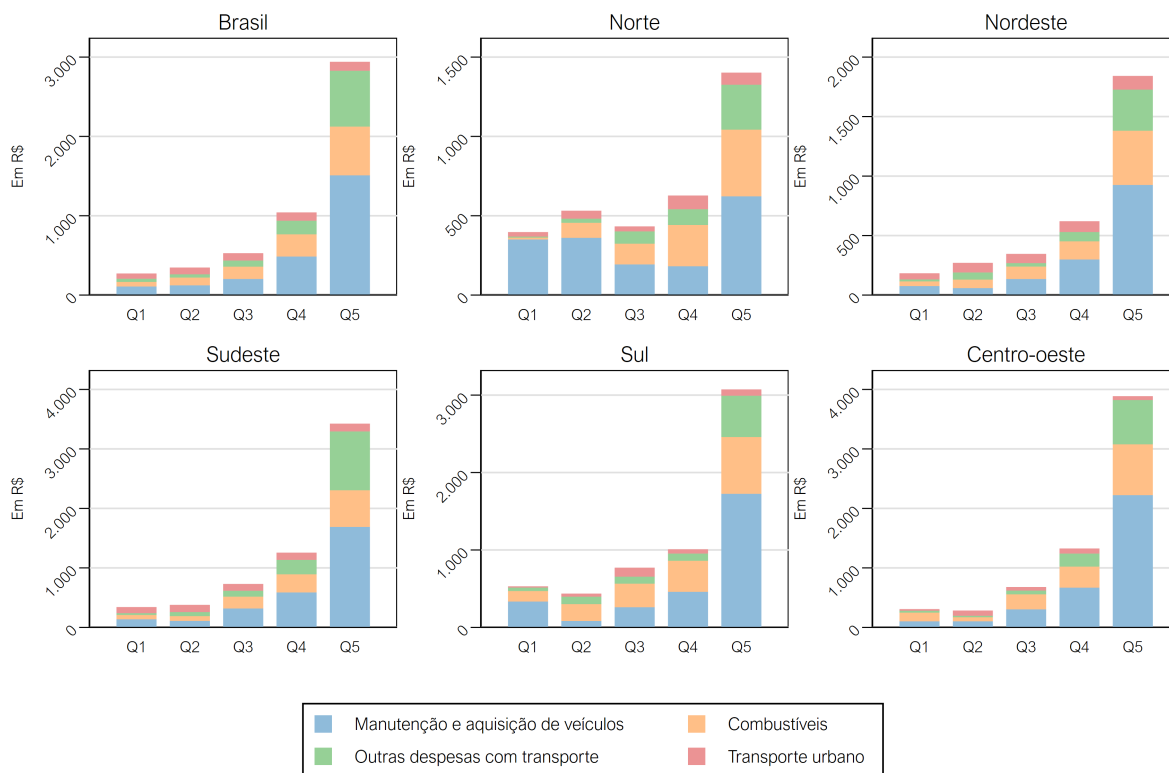 Brasil
Em R$
3.000
2.000
1.000
0
Q1 Q2 Q3 Q4 Q5
Norte
Em R$
1.500
1.000
500
0
Q1 Q2 Q3 Q4 Q5
Nordeste
Em R$
2.000
1.500
1.000
500
0
Q1 Q2 Q3 Q4 Q5
Sudeste
Em R$
4.000
3.000
2.000
1.000
0
Q1 Q2 Q3 Q4 Q5
Sul
Em R$
3.000
2.000
1.000
0
Q1 Q2 Q3 Q4 Q5
Centro-oeste
Em R$
4.000
3.000
2.000
1.000
0
Q1 Q2 Q3 Q4 Q5
Manutenção e aquisição de veículos
Combustíveis
Outras despesas com transporte
Transporte urbano